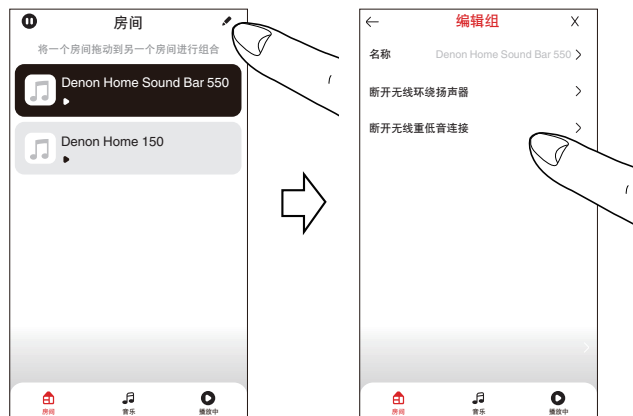 房间
将一个房间拖动到另一个房间进行组合
Denon Home Sound Bar 550
Denon Home 150
房间
音乐
播放中
编辑组
X
名称
Denon Home Sound Bar 550
断开无线环绕扬声器
断开无线重低音连接
房间
音乐
播放中